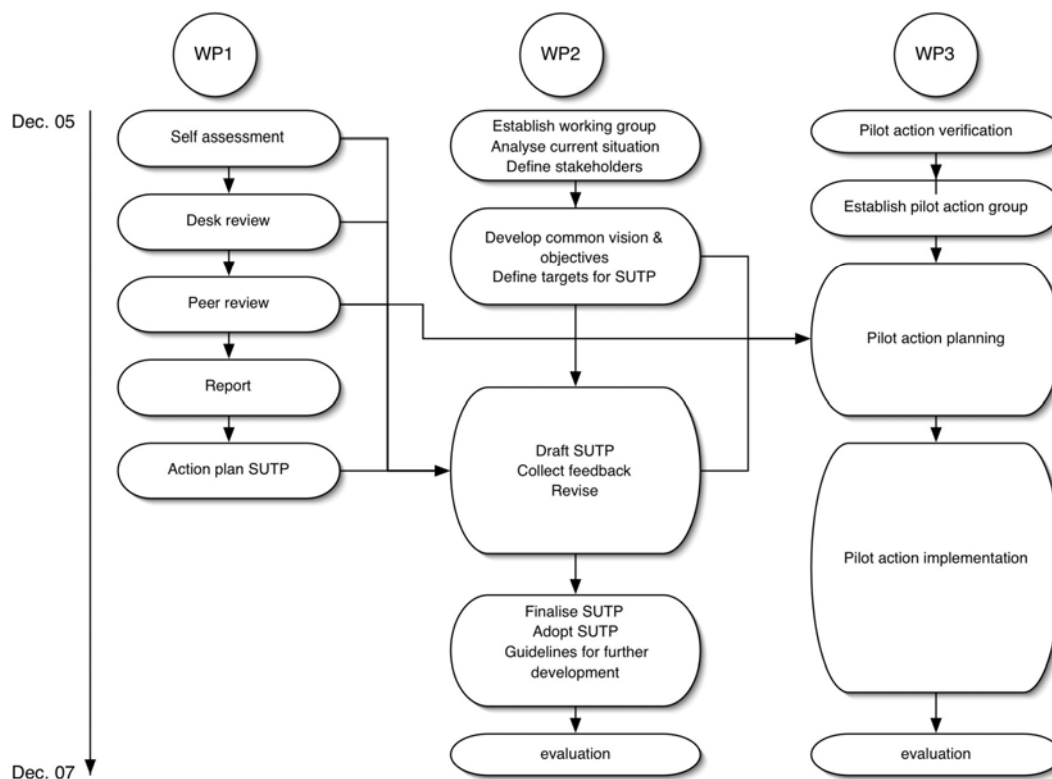 WP1
WP2
WP3
Dec. 05
Self assessment
Desk review
Peer review
Report
Action plan SUTP
Establish working group
Analyse current situation
Define stakeholders
Develop common vision &
objectives
Define targets for SUTP
Draft SUTP
Collect feedback
Revise
Finalise SUTP
Adopt SUTP
Guidelines for further
development
evaluation
Pilot action verification
Establish pilot action group
Pilot action planning
Pilot action implementation
evaluation
Dec. 07